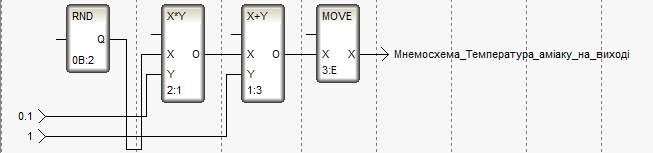 RND
Q
0B:2
X*Y
X O
Y
2:1
X+Y
X O
Y
1:3
MOVE
X X
3:E
Мнемосхема_Температура_аміаку_на_виході
0.1
1